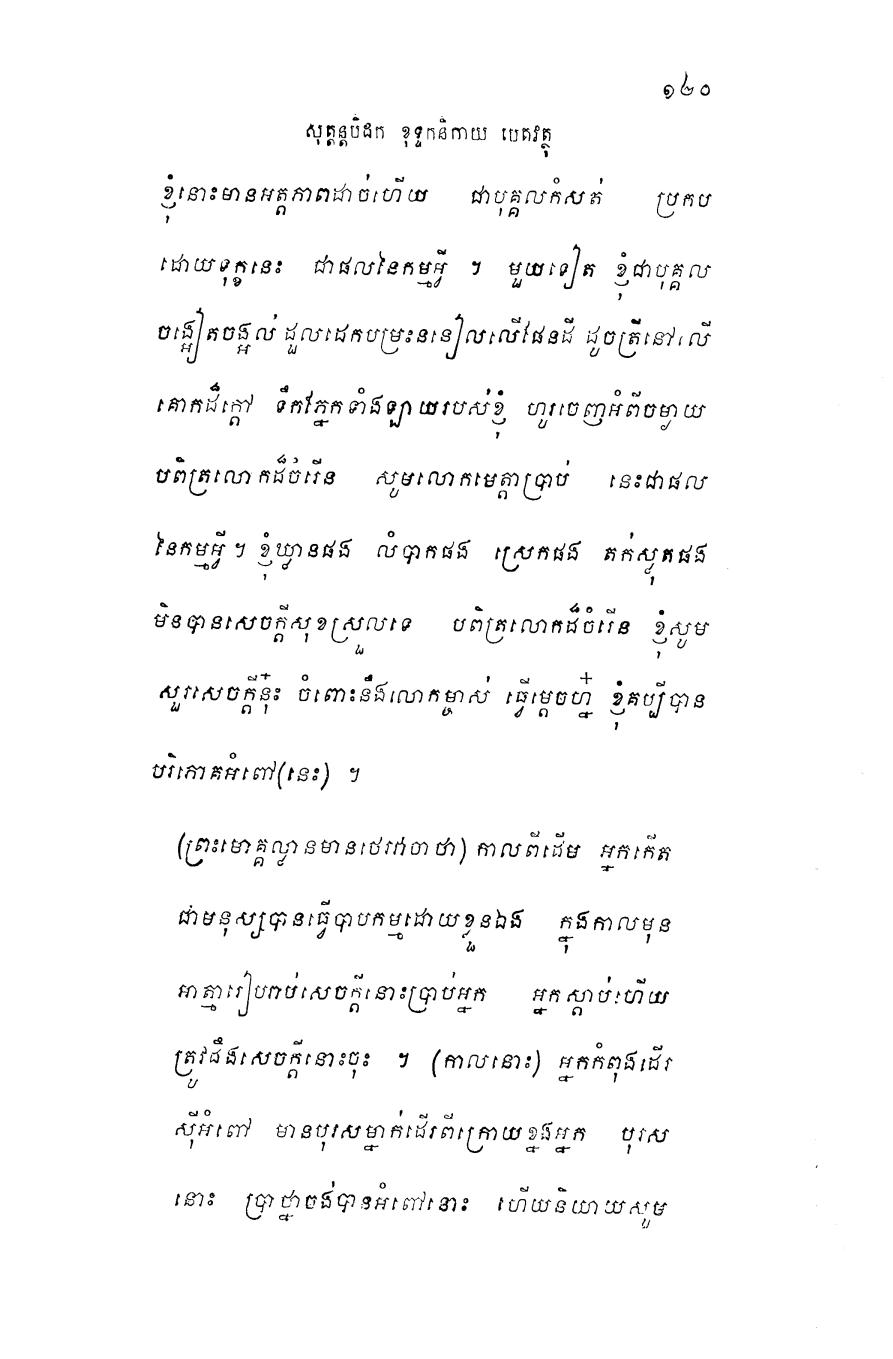 ១៤០
សុត្តន្តបិដក ខុទ្ទកនិកាយ បេតវត្ថុ
ខ្ញុំនោះមានអត្តភាពដាច់ហើយ ជាបុគ្គលកំសត់ ប្រកប
ដោយទុក្ខនេះ ជាផលនៃកម្មអ្វី ។ មួយទៀត ខ្ញុំជាបុគ្គល
ចង្អៀតចង្អល់ ដួលដេកបម្រះននៀលលើផែនដី ដូចត្រីនៅលើ
គោកដ៏ក្តៅ ទឹកភ្នែកទាំងឡាយរបស់ខ្ញុំ ហូរចេញអំពីចម្ងាយ
បពិត្រលោកដ៏ចំរើន សូមលោកមេត្តាប្រាប់ នេះជាផល
នៃកម្មអ្វី ។ ខ្ញុំឃ្លានផង លំបាកផង ស្រេកផង តក់ស្លុតផង
មិនបានសេចក្តីសុខស្រួលទេ បពិត្រលោកដ៏ចំរើន ខ្ញុំសូម
សួរសេចក្តីនុ៎ះ ចំពោះនឹងលោកម្ចាស់ ធ្វើម្តេចហ្ន៎ ខ្ញុំគប្បីបាន
បរិភោគអំពៅ(នេះ) ។
(ព្រះមោគ្គល្លានមានថេរវាចាថា) កាលពីដើម អ្នកកើត
ជាមនុស្សបានធ្វើបាបកម្មដោយខ្លួនឯង ក្នុងកាលមុន
អាត្មារៀបរាប់សេចក្តីនោះប្រាប់អ្នក អ្នកស្តាប់ហើយ
ត្រូវដឹងសេចក្តីនោះចុះ ។ (កាលនោះ) អ្នកកំពុងដើរ
ស៊ីអំពៅ មានបុរសម្នាក់ដើរពីក្រោយខ្នងអ្នក បុរស
នោះ ប្រាថ្នាចង់បានអំពៅនោះ ហើយនិយាយសូម